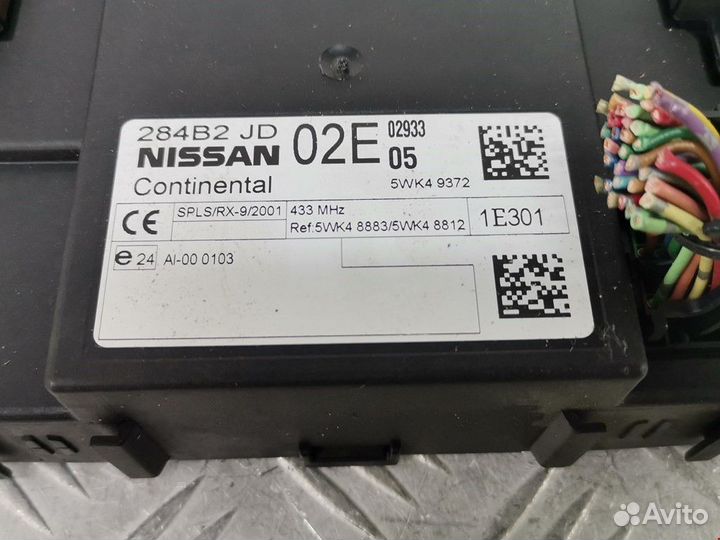 284B2 JD 02E 02933
NISSAN 05
Continental 5WK4 9372
CE SPLS/RX-9/2001 433 MHz 1E301
Ref:5WK4 8883/5WK4 8812
e 24 AI-00 0103
Avito